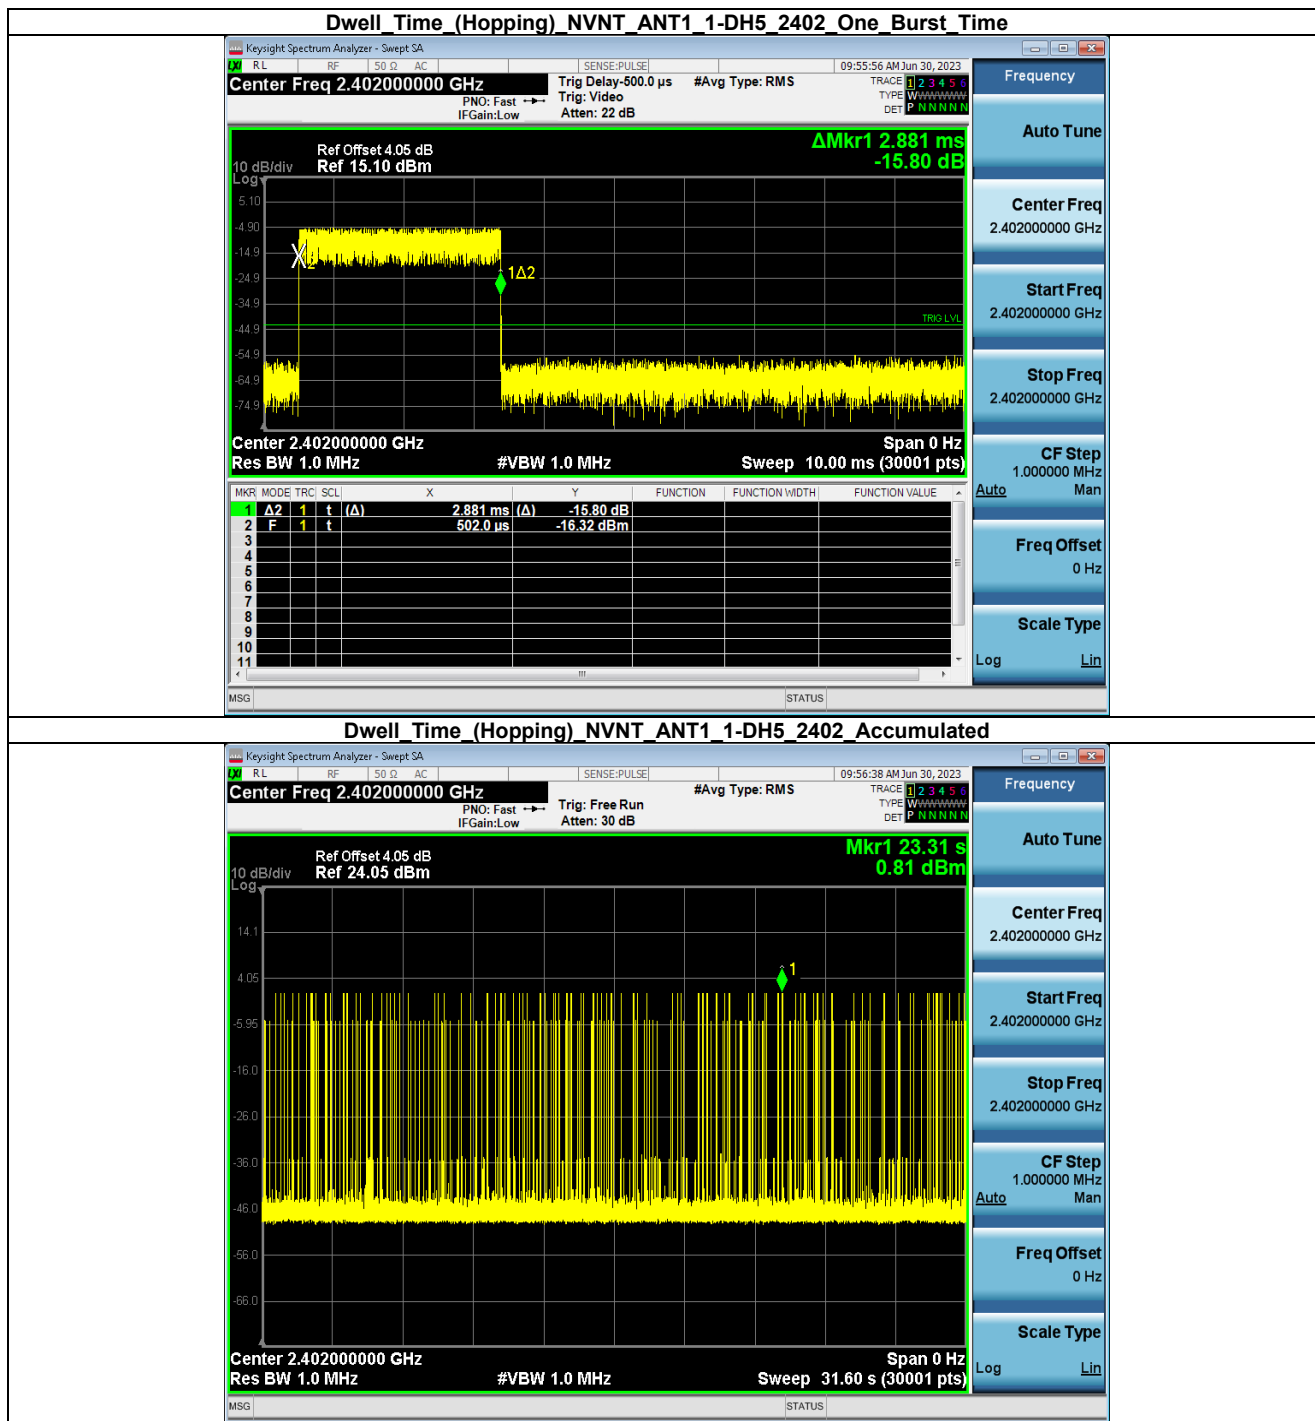 Dwell_Time_(Hopping)_NVNT_ANT1_1-DH5_2402_One_Burst_Time
Keysight Spectrum Analyzer - Swept SA
LXI RL RF 50 Ω AC SENSE:PULSE 09:55:56 AM Jun 30, 2023
Center Freq 2.402000000 GHz
PNO: Fast
IFGain:Low
Trig Delay-500.0 µs
Trig: Video
Atten: 22 dB
#Avg Type: RMS
TRACE 1 2 3 4 5 6
TYPE WWWWWW
DET P N N N N N
Frequency
Auto Tune
Center Freq
2.402000000 GHz
Start Freq
2.402000000 GHz
Stop Freq
2.402000000 GHz
CF Step
1.000000 MHz
Auto Man
Freq Offset
0 Hz
Scale Type
Log Lin
ΔMkr1 2.881 ms
-15.80 dB
Ref Offset 4.05 dB
10 dB/div Ref 15.10 dBm
Log
5.10
-4.90
-14.9
-24.9
-34.9
-44.9
-54.9
-64.9
-74.9
X2
1Δ2
TRIG LVL
Center 2.402000000 GHz Span 0 Hz
Res BW 1.0 MHz #VBW 1.0 MHz Sweep 10.00 ms (30001 pts)
MKR MODE TRC SCL X Y FUNCTION FUNCTION WIDTH FUNCTION VALUE
1 Δ2 1 t (Δ) 2.881 ms (Δ) -15.80 dB
2 F 1 t 502.0 µs -16.32 dBm
3
4
5
6
7
8
9
10
11
MSG STATUS
Dwell_Time_(Hopping)_NVNT_ANT1_1-DH5_2402_Accumulated
Keysight Spectrum Analyzer - Swept SA
LXI RL RF 50 Ω AC SENSE:PULSE 09:56:38 AM Jun 30, 2023
Center Freq 2.402000000 GHz
PNO: Fast
IFGain:Low
Trig: Free Run
Atten: 30 dB
#Avg Type: RMS
TRACE 1 2 3 4 5 6
TYPE WWWWWW
DET P N N N N N
Frequency
Auto Tune
Center Freq
2.402000000 GHz
Start Freq
2.402000000 GHz
Stop Freq
2.402000000 GHz
CF Step
1.000000 MHz
Auto Man
Freq Offset
0 Hz
Scale Type
Log Lin
Mkr1 23.31 s
0.81 dBm
Ref Offset 4.05 dB
10 dB/div Ref 24.05 dBm
Log
14.1
4.05
-5.95
-16.0
-26.0
-36.0
-46.0
-56.0
-66.0
1
Center 2.402000000 GHz Span 0 Hz
Res BW 1.0 MHz #VBW 1.0 MHz Sweep 31.60 s (30001 pts)
MSG STATUS